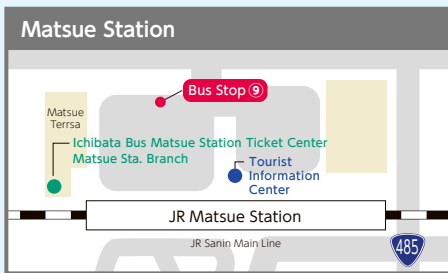 Matsue Station
Bus Stop ⑨
Matsue
Terrsa
Ichibata Bus Matsue Station Ticket Center
Matsue Sta. Branch
Tourist
Information
Center
JR Matsue Station
JR Sanin Main Line
485